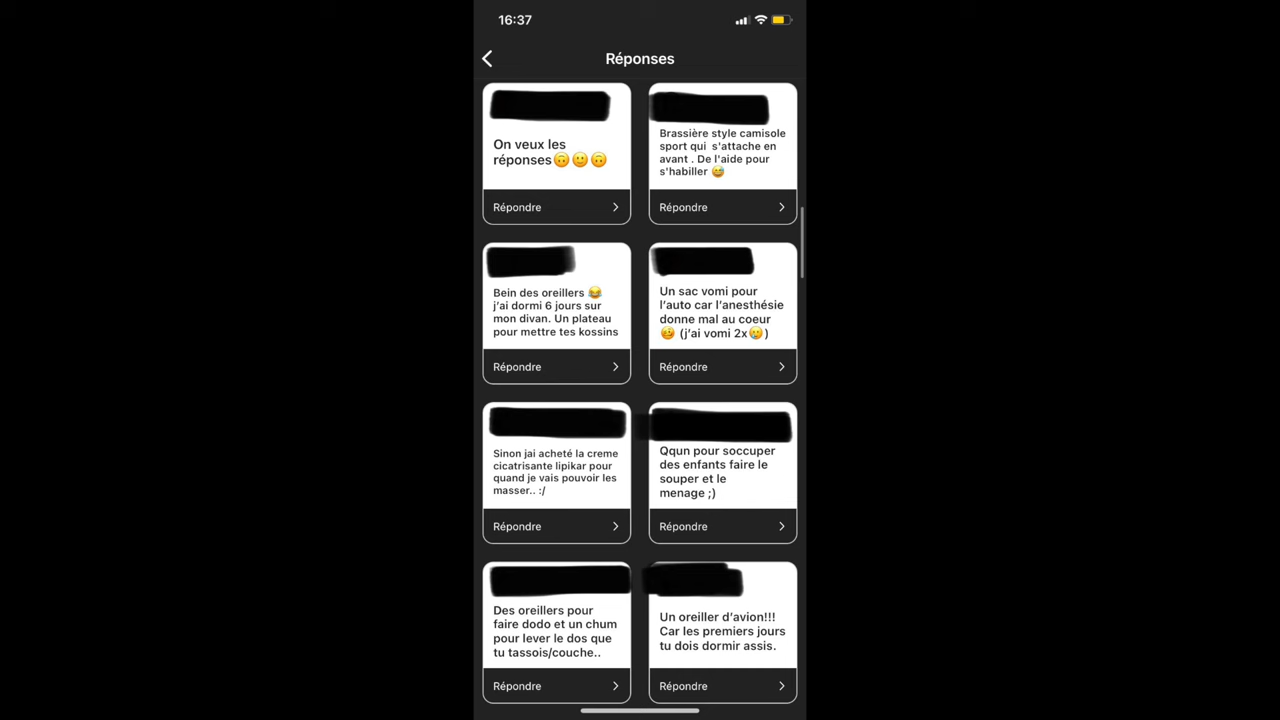 16:37
Réponses
On veux les
réponses🙃🙂🙃
Répondre
Brassière style camisole
sport qui s'attache en
avant . De l'aide pour
s'habiller 😅
Répondre
Bein des oreillers 😂
j'ai dormi 6 jours sur
mon divan. Un plateau
pour mettre tes kossins
Répondre
Un sac vomi pour
l'auto car l'anesthésie
donne mal au coeur
🥴 (j'ai vomi 2x🥲)
Répondre
Sinon jai acheté la creme
cicatrisante lipikar pour
quand je vais pouvoir les
masser.. :/
Répondre
Qqun pour soccuper
des enfants faire le
souper et le
menage ;)
Répondre
Des oreillers pour
faire dodo et un chum
pour lever le dos que
tu tassois/couche..
Répondre
Un oreiller d'avion!!!
Car les premiers jours
tu dois dormir assis.
Répondre